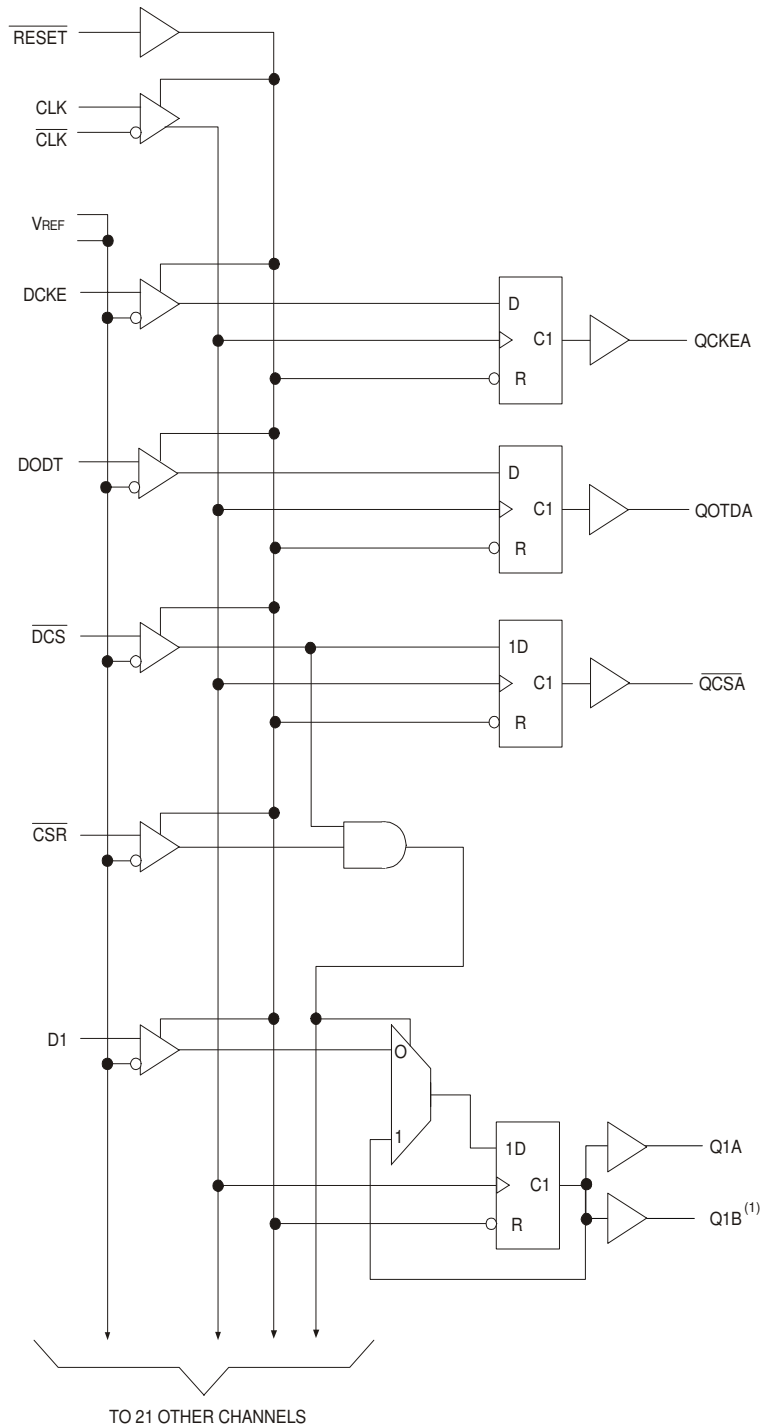 RESET
CLK
CLK
VREF
DCKE
D
C1
R
QCKEA
DODT
D
C1
R
QOTDA
DCS
1D
C1
R
QCSA
CSR
D1
O
1
1D
C1
R
Q1A
Q1B(1)
TO 21 OTHER CHANNELS